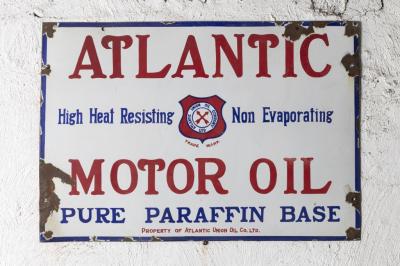 ATLANTIC
High Heat Resisting Non Evaporating
TRADE MARK
MOTOR OIL
PURE PARAFFIN BASE
PROPERTY OF ATLANTIC UNION OIL CO. LTD.